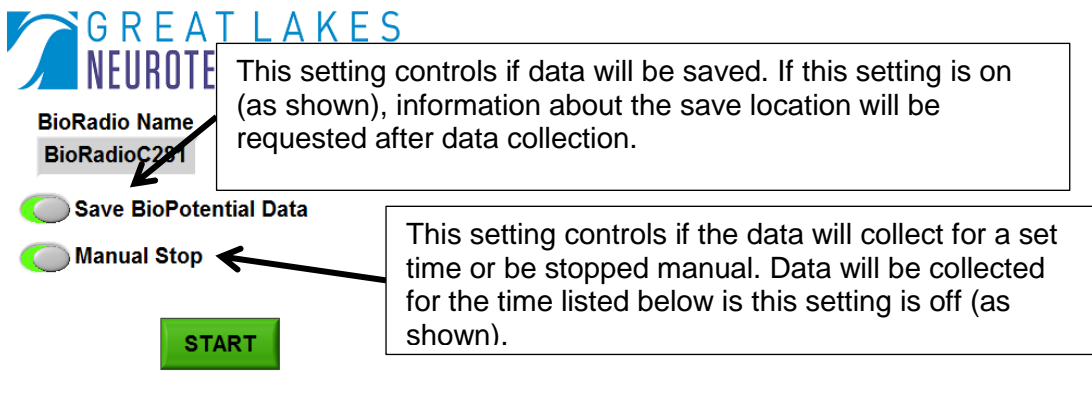 GREAT LAKES
NEUROTE
This setting controls if data will be saved. If this setting is on
(as shown), information about the save location will be
requested after data collection.
BioRadio Name
BioRadioC281
Save BioPotential Data
Manual Stop
This setting controls if the data will collect for a set
time or be stopped manual. Data will be collected
for the time listed below is this setting is off (as
shown).
START